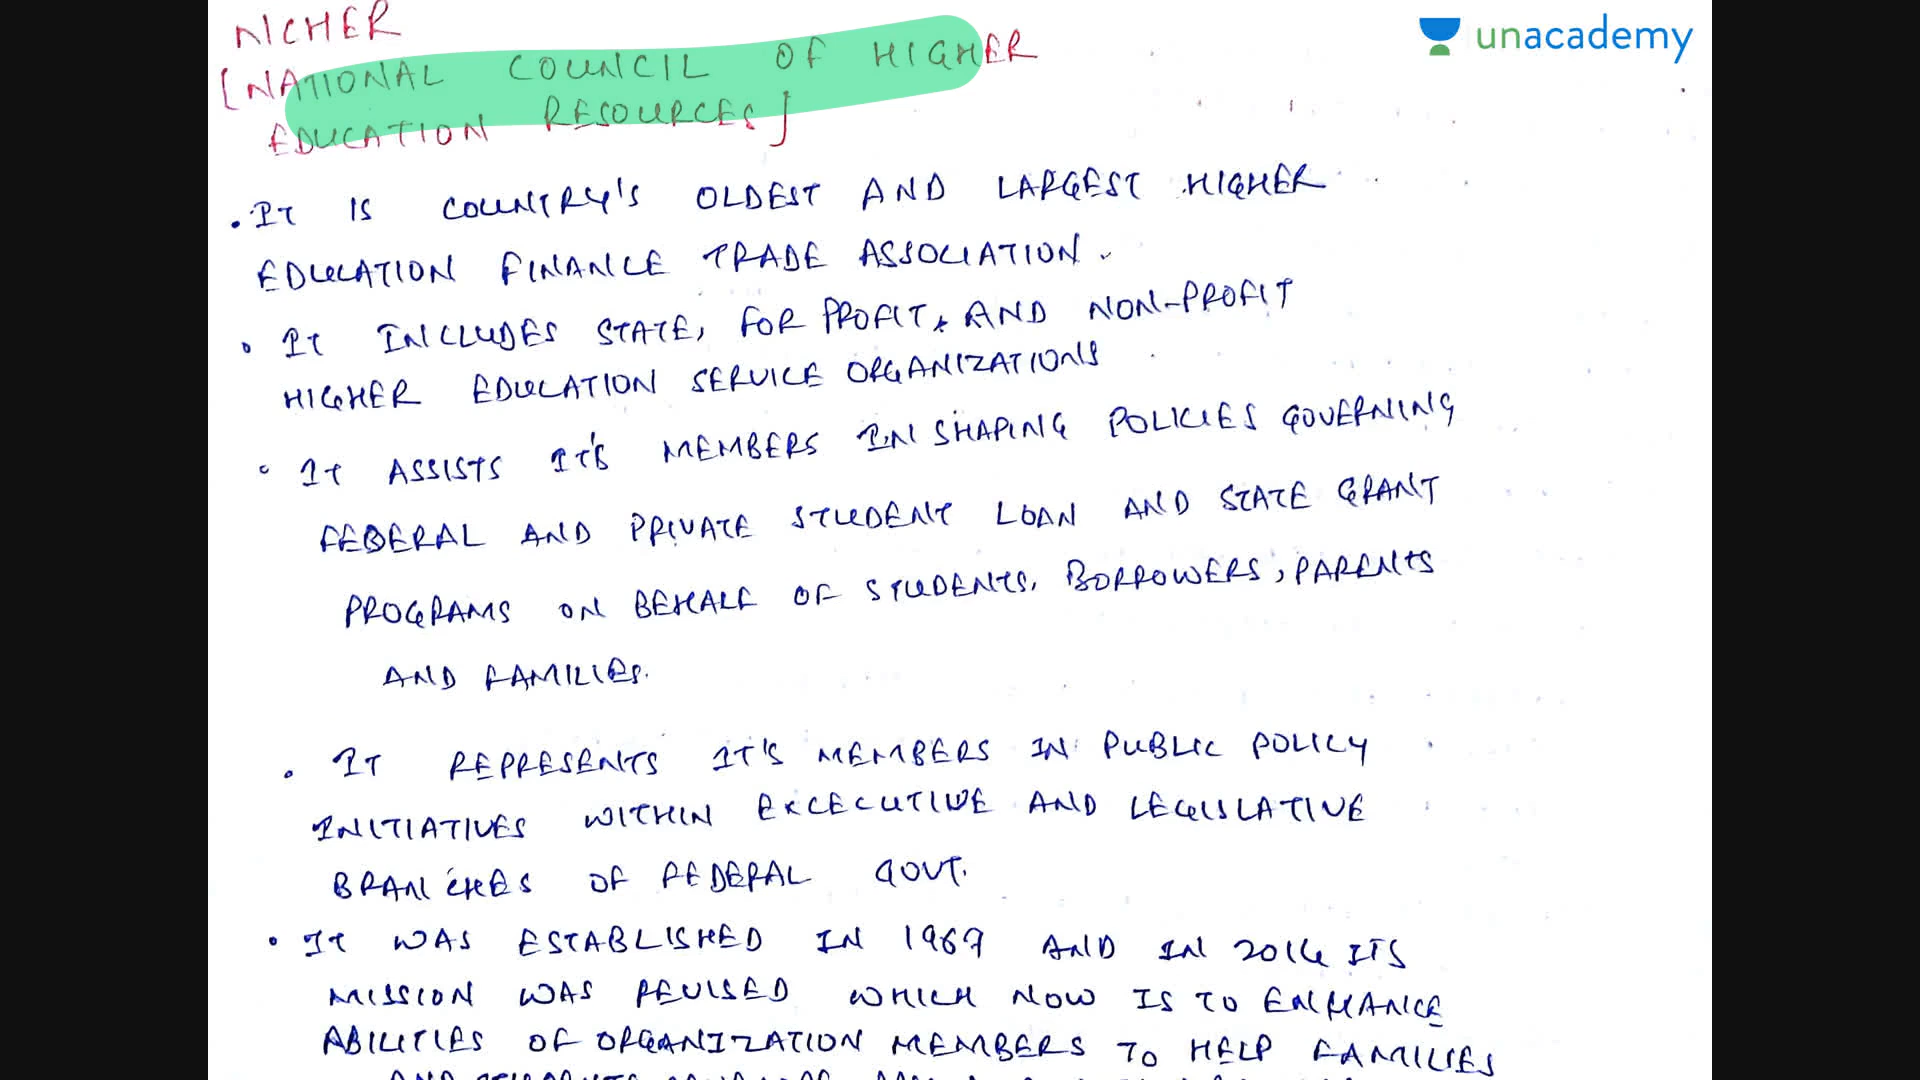 NCHER
unacademy
[NATIONAL COUNCIL OF HIGHER
EDUCATION RESOURCES]
• IT IS COUNTRY'S OLDEST AND LARGEST HIGHER
EDUCATION FINANCE TRADE ASSOCIATION.
• IT INCLUDES STATE, FOR PROFIT, AND NON-PROFIT
HIGHER EDUCATION SERVICE ORGANIZATIONS
• IT ASSISTS IT'S MEMBERS IN SHAPING POLICIES GOVERNING
FEDERAL AND PRIVATE STUDENT LOAN AND STATE GRANT
PROGRAMS ON BEHALF OF STUDENTS, BORROWERS, PARENTS
AND FAMILIES.
• IT REPRESENTS IT'S MEMBERS IN PUBLIC POLICY
INITIATIVES WITHIN EXCECUTIVE AND LEGISLATIVE
BRANCHES OF FEDERAL GOVT.
• IT WAS ESTABLISHED IN 1967 AND IN 2014 ITS
MISSION WAS REVISED WHICH NOW IS TO ENHANCE
ABILITIES OF ORGANIZATION MEMBERS TO HELP FAMILIES
AND